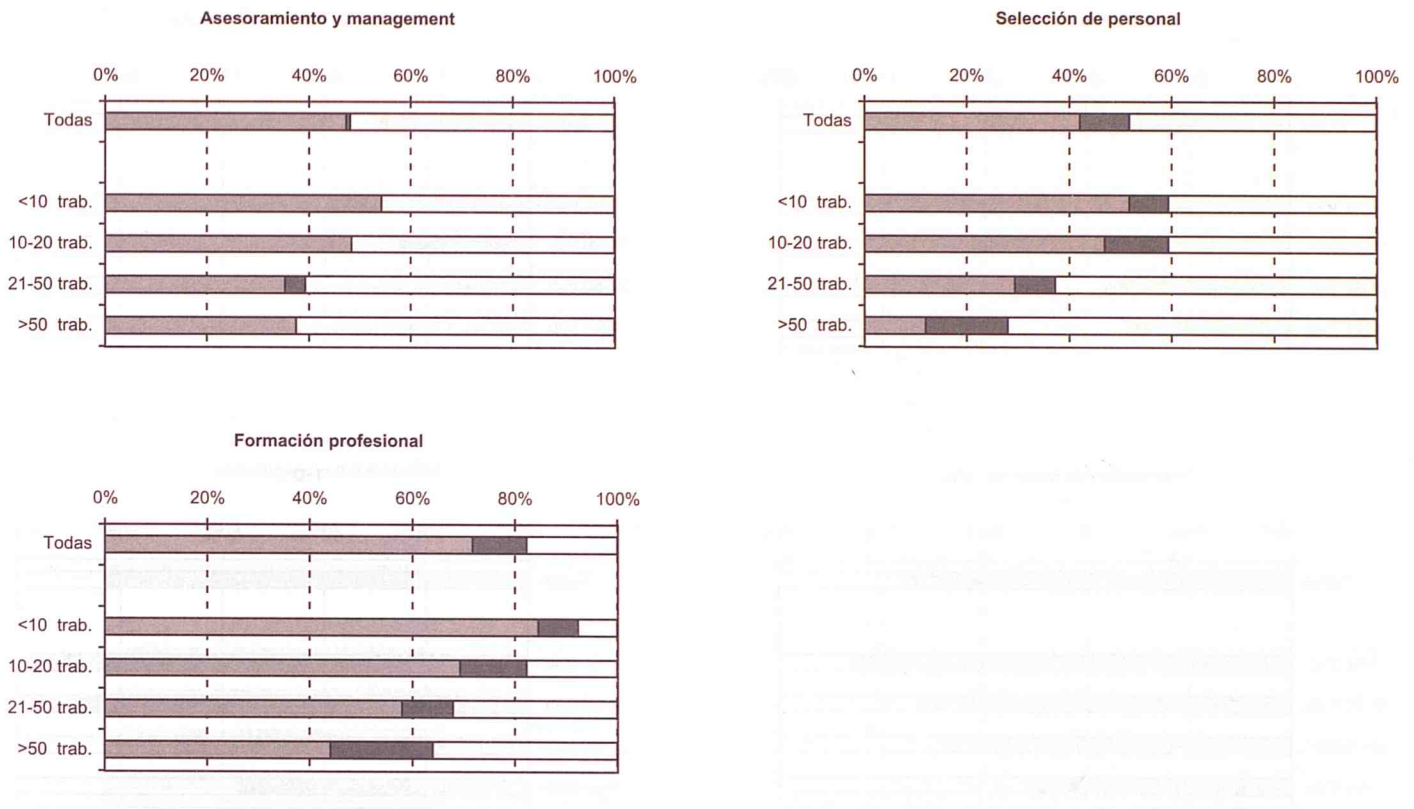 Asesoramiento y management
0% 20% 40% 60% 80% 100%
Todas
<10 trab.
10-20 trab.
21-50 trab.
>50 trab.
Selección de personal
0% 20% 40% 60% 80% 100%
Todas
<10 trab.
10-20 trab.
21-50 trab.
>50 trab.
Formación profesional
0% 20% 40% 60% 80% 100%
Todas
<10 trab.
10-20 trab.
21-50 trab.
>50 trab.